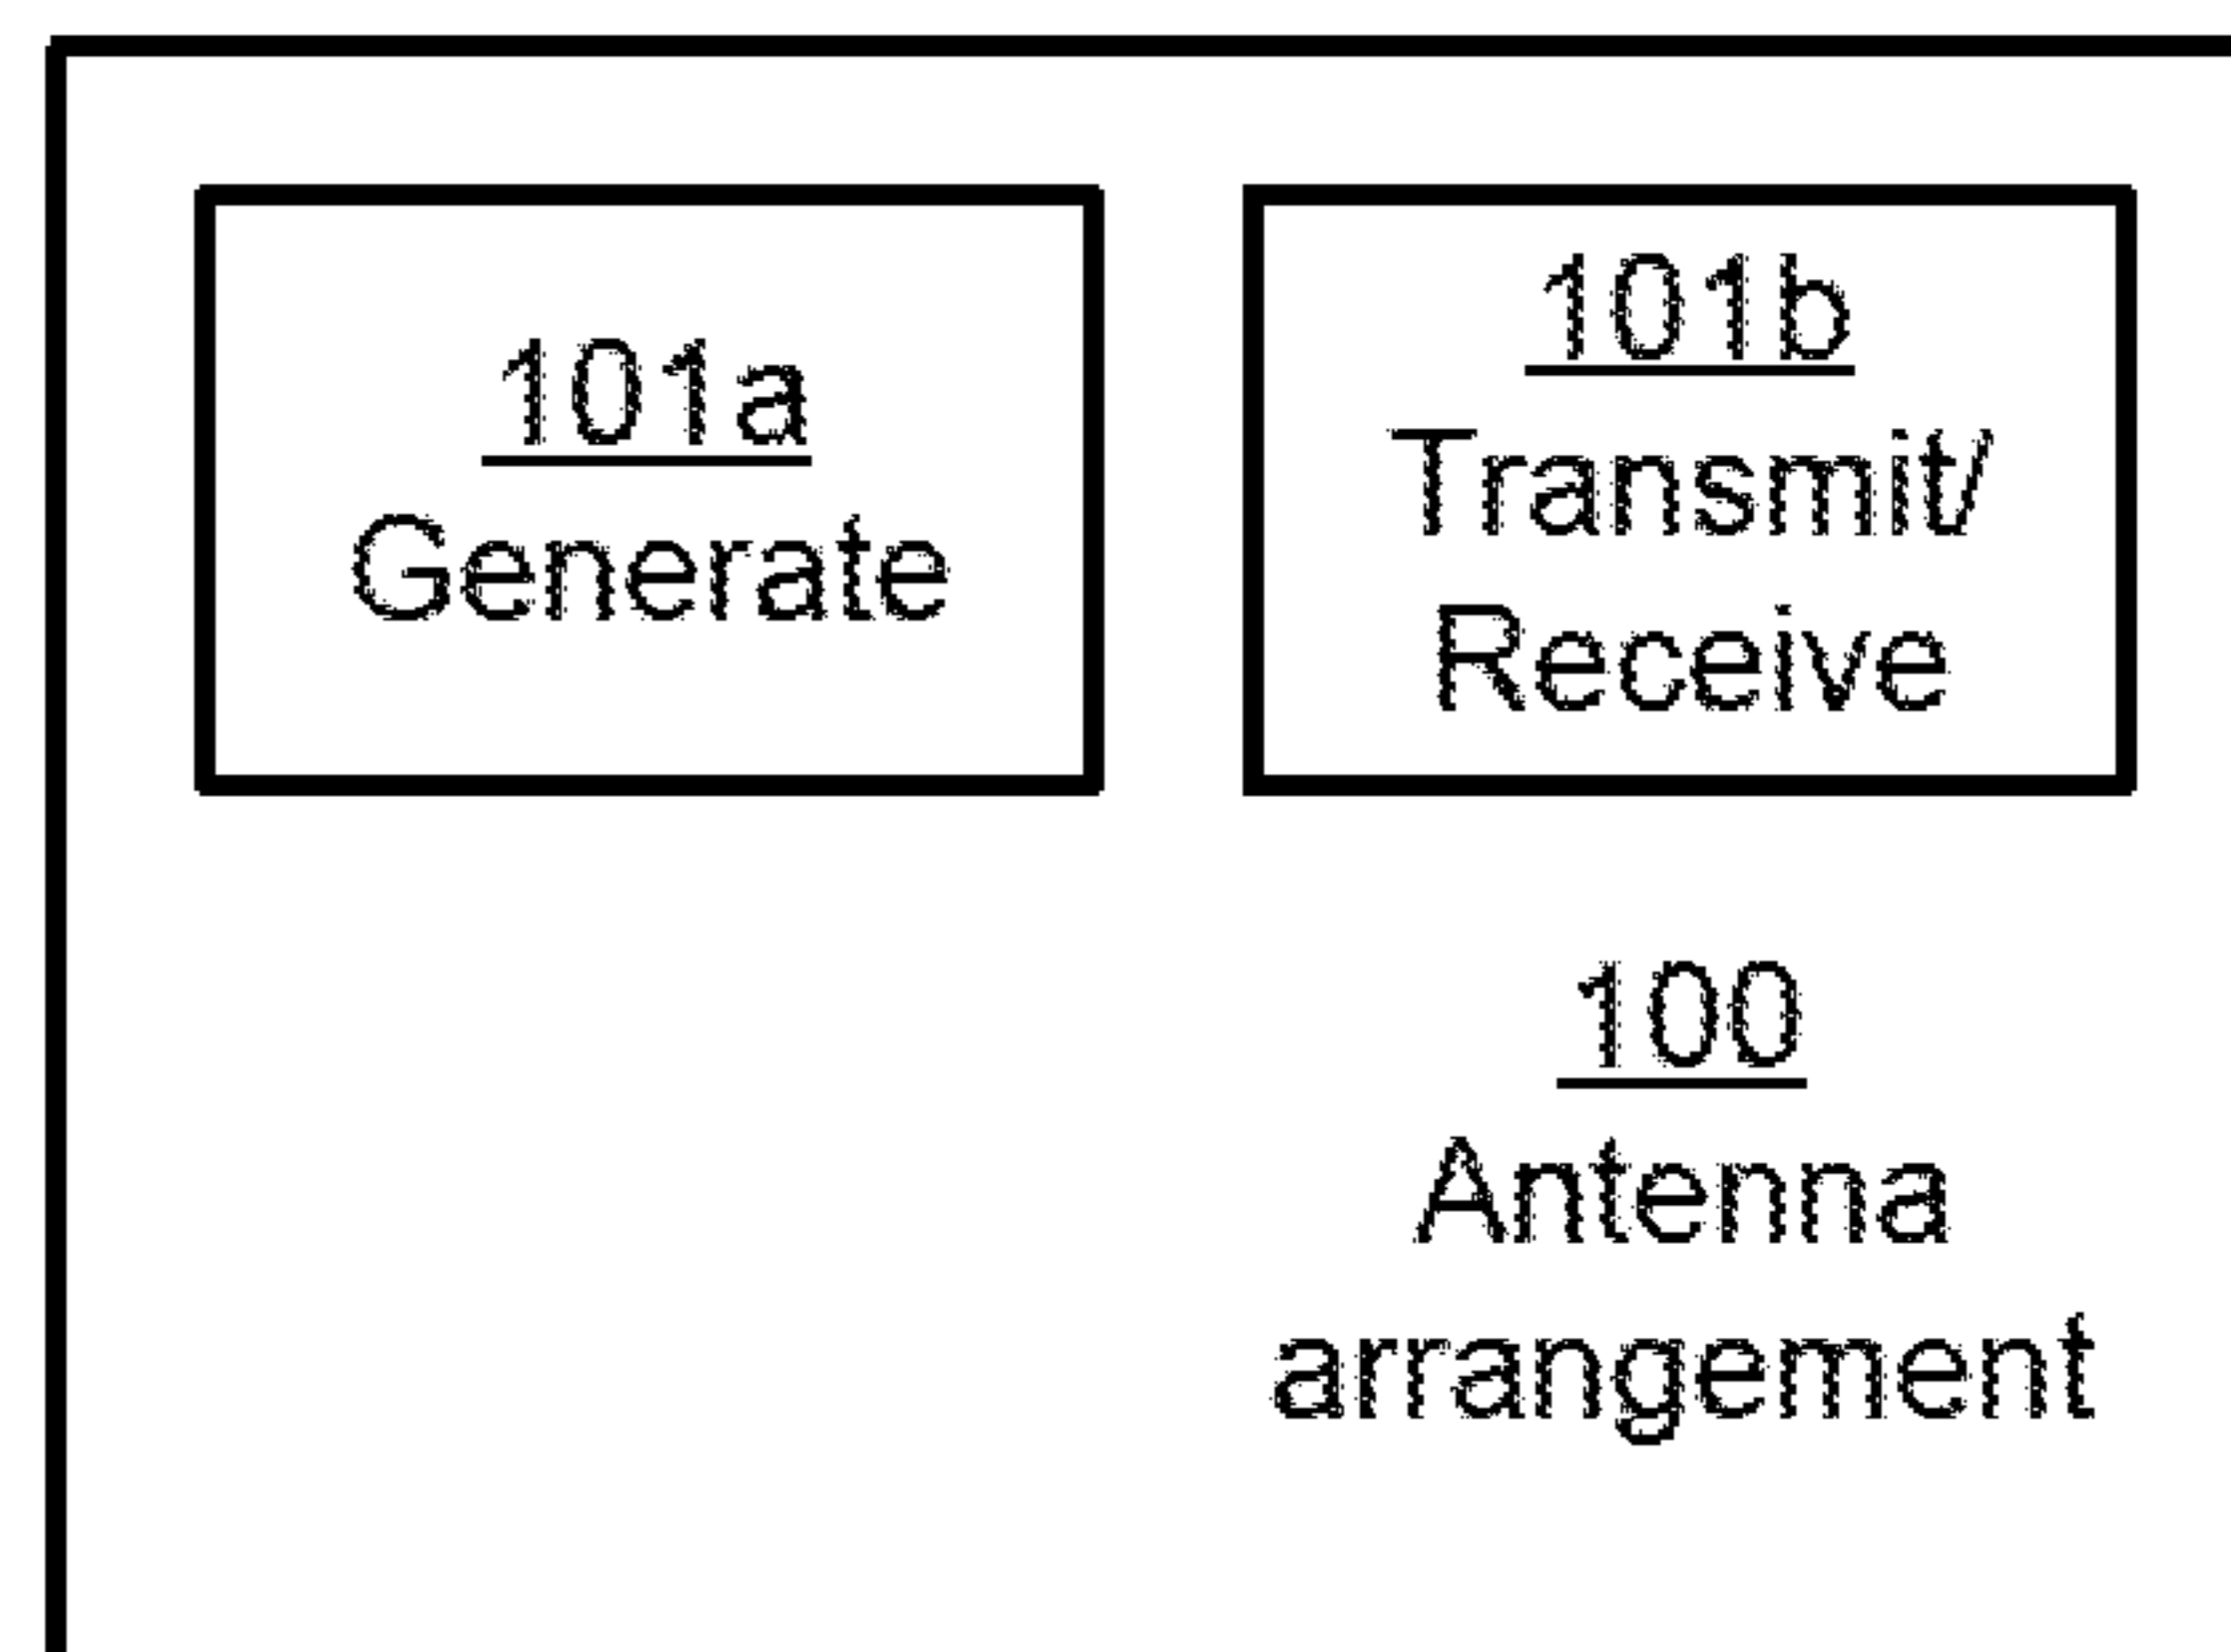 101a
Generate
101b
Transmit/
Receive
100
Antenna
arrangement